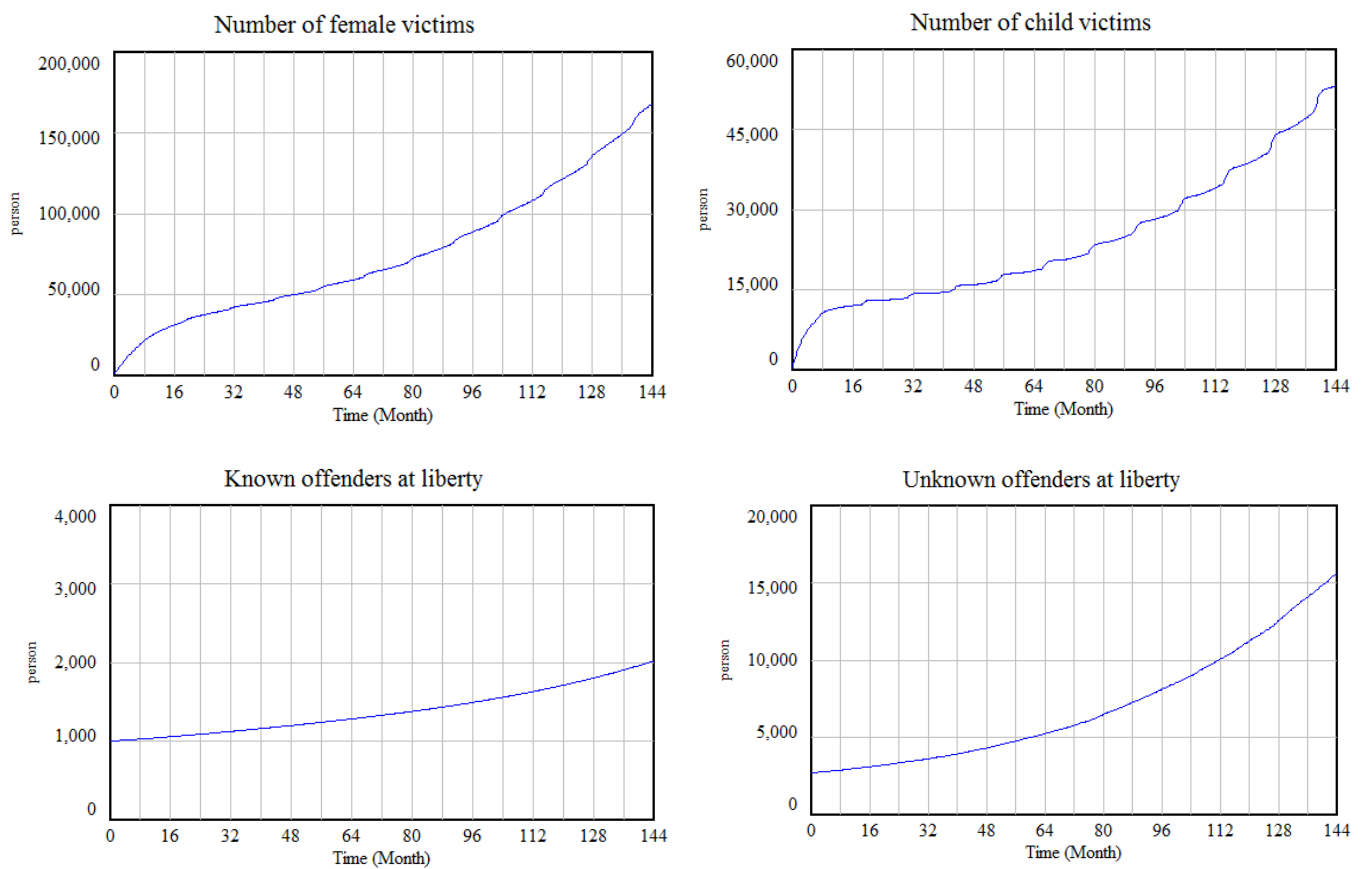 Number of female victims
200,000
150,000
100,000
50,000
0
person
0 16 32 48 64 80 96 112 128 144
Time (Month)
Number of child victims
60,000
45,000
30,000
15,000
0
person
0 16 32 48 64 80 96 112 128 144
Time (Month)
Known offenders at liberty
4,000
3,000
2,000
1,000
0
person
0 16 32 48 64 80 96 112 128 144
Time (Month)
Unknown offenders at liberty
20,000
15,000
10,000
5,000
0
person
0 16 32 48 64 80 96 112 128 144
Time (Month)